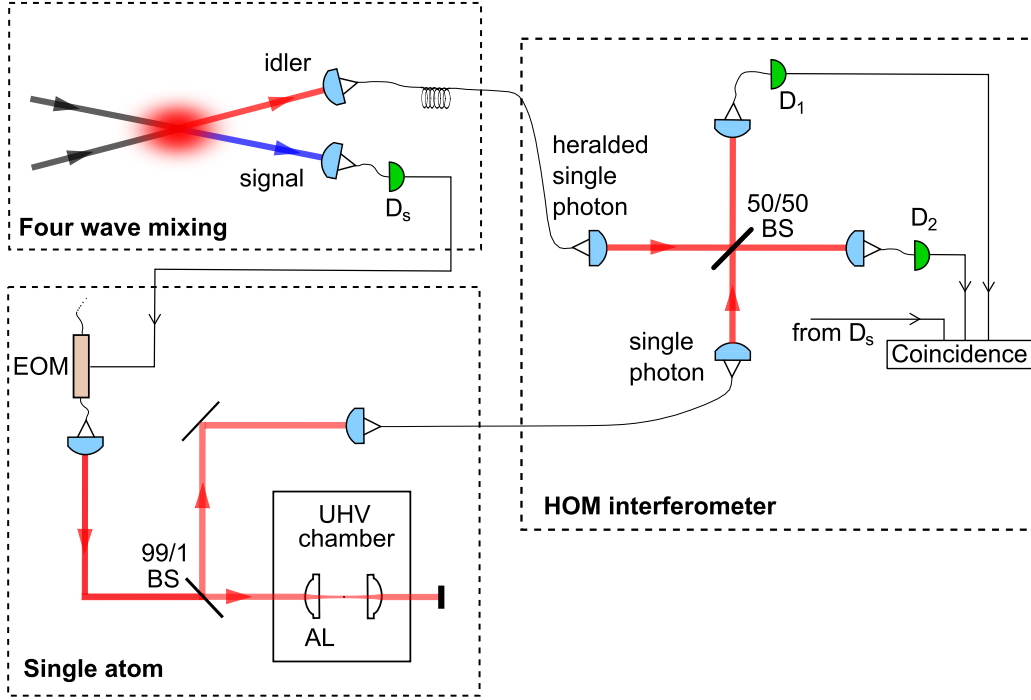 idler
signal
Dₛ
Four wave mixing
EOM
99/1
BS
UHV
chamber
AL
Single atom
heralded
single
photon
D₁
50/50
BS
D₂
single
photon
from Dₛ
Coincidence
HOM interferometer